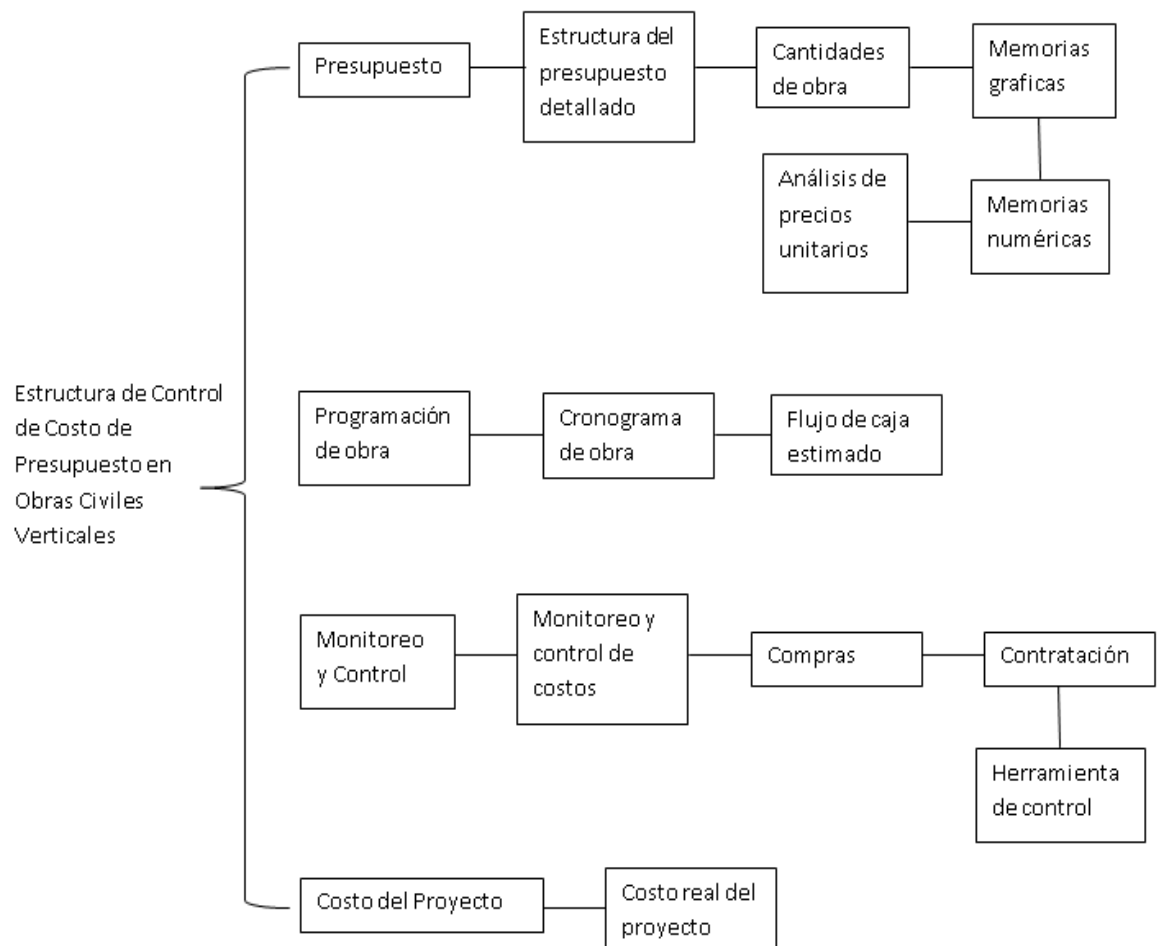 Presupuesto
Estructura del
presupuesto
detallado
Cantidades
de obra
Memorias
graficas
Análisis de
precios
unitarios
Memorias
numéricas
Estructura de Control
de Costo de
Presupuesto en
Obras Civiles
Verticales
Programación
de obra
Cronograma
de obra
Flujo de caja
estimado
Monitoreo
y Control
Monitoreo y
control de
costos
Compras
Contratación
Herramienta
de control
Costo del Proyecto
Costo real del
proyecto